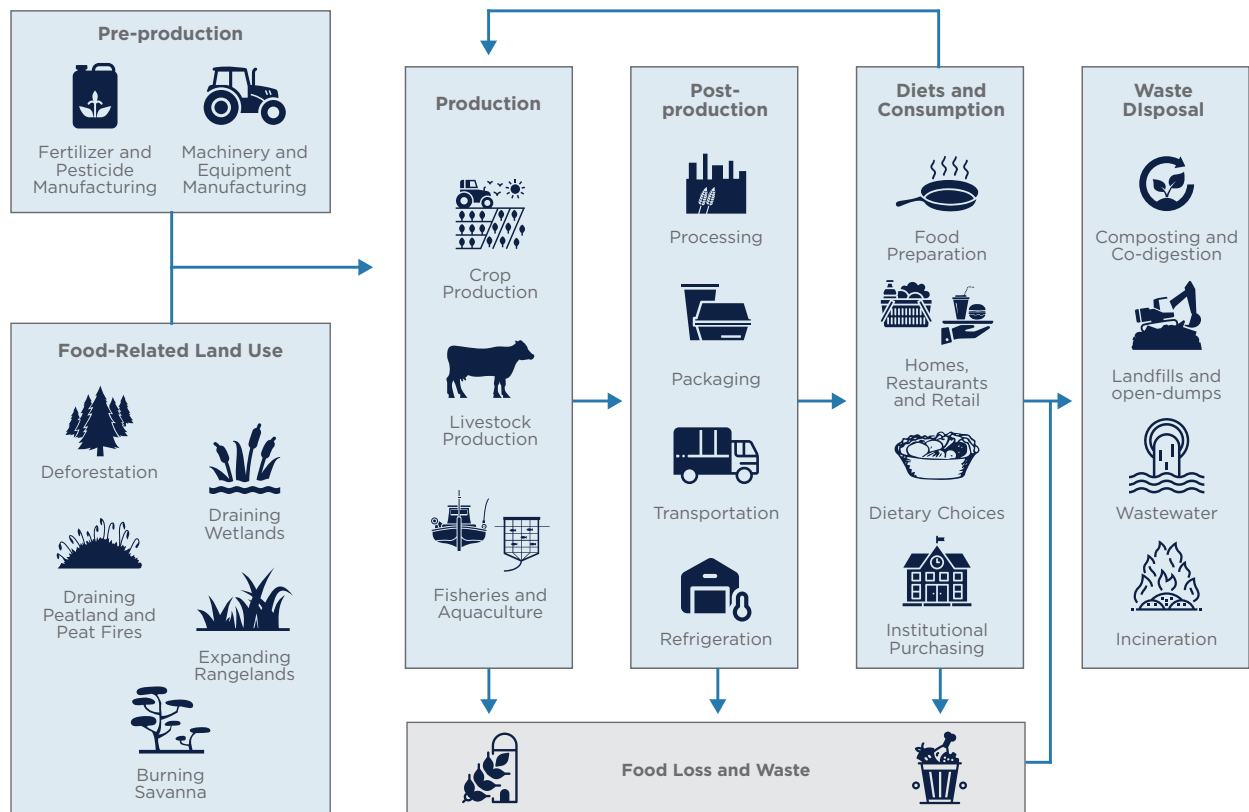 Pre-production
Fertilizer and
Pesticide
Manufacturing
Machinery and
Equipment
Manufacturing
Food-Related Land Use
Deforestation
Draining
Wetlands
Draining
Peatland and
Peat Fires
Expanding
Rangelands
Burning
Savanna
Production
Crop
Production
Livestock
Production
Fisheries and
Aquaculture
Post-
production
Processing
Packaging
Transportation
Refrigeration
Diets and
Consumption
Food
Preparation
Homes,
Restaurants
and Retail
Dietary Choices
Institutional
Purchasing
Waste
DIsposal
Composting and
Co-digestion
Landfills and
open-dumps
Wastewater
Incineration
Food Loss and Waste